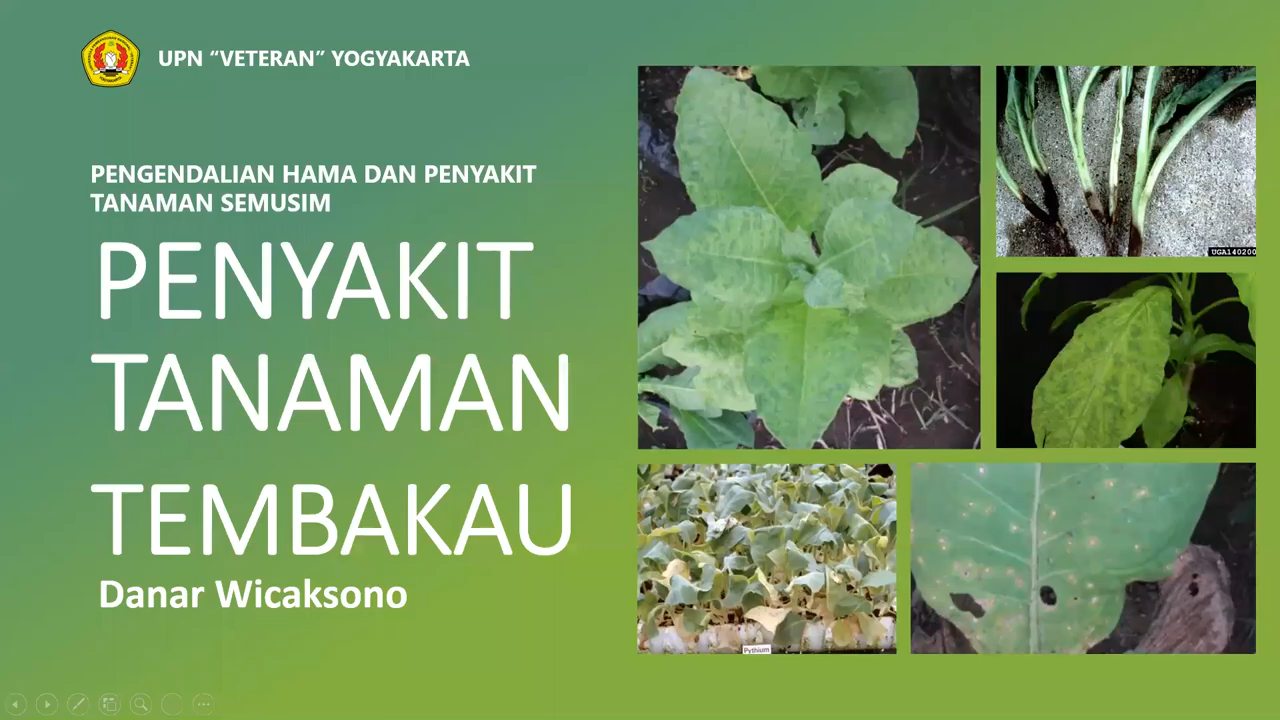 UPN “VETERAN” YOGYAKARTA
PENGENDALIAN HAMA DAN PENYAKIT
TANAMAN SEMUSIM
PENYAKIT
TANAMAN
TEMBAKAU
Danar Wicaksono
UGA140200
Pythium